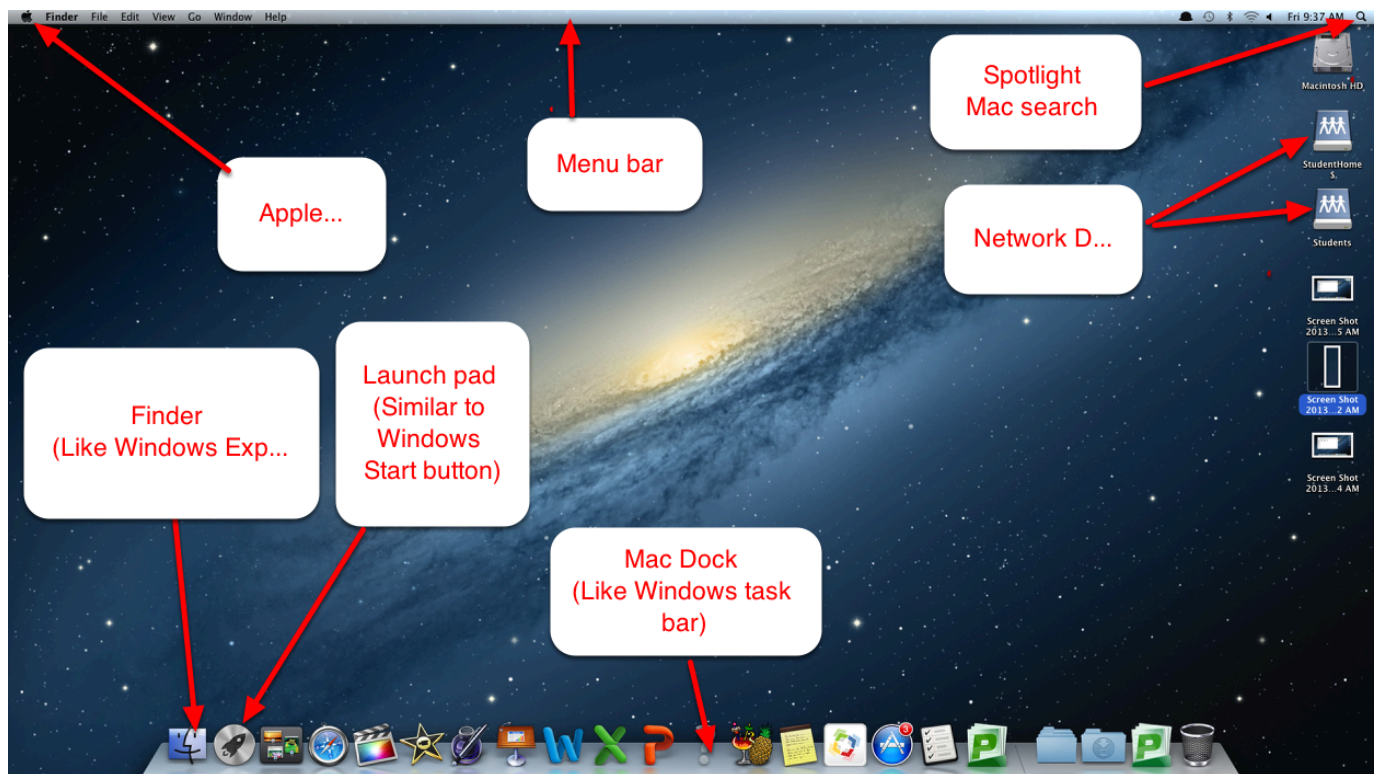 Finder File Edit View Go Window Help
Fri 9:37 AM
Spotlight
Mac search
Macintosh HD
Menu bar
StudentHome
S.
Apple...
Network D...
Students
Screen Shot
2013...5 AM
Launch pad
(Similar to
Windows
Start button)
Finder
(Like Windows Exp...
Screen Shot
2013...2 AM
Screen Shot
2013...4 AM
Mac Dock
(Like Windows task
bar)
3